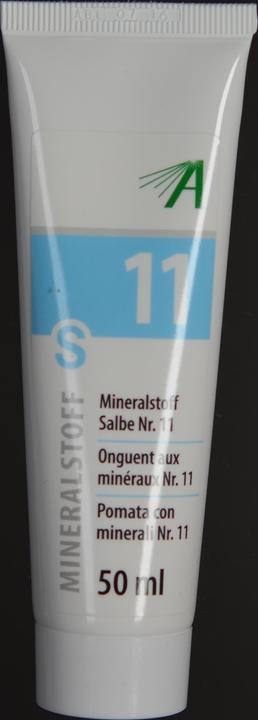 A
11
S
MINERALSTOFF
Mineralstoff
Salbe Nr. 11
Onguent aux
minéraux Nr. 11
Pomata con
minerali Nr. 11
50 ml